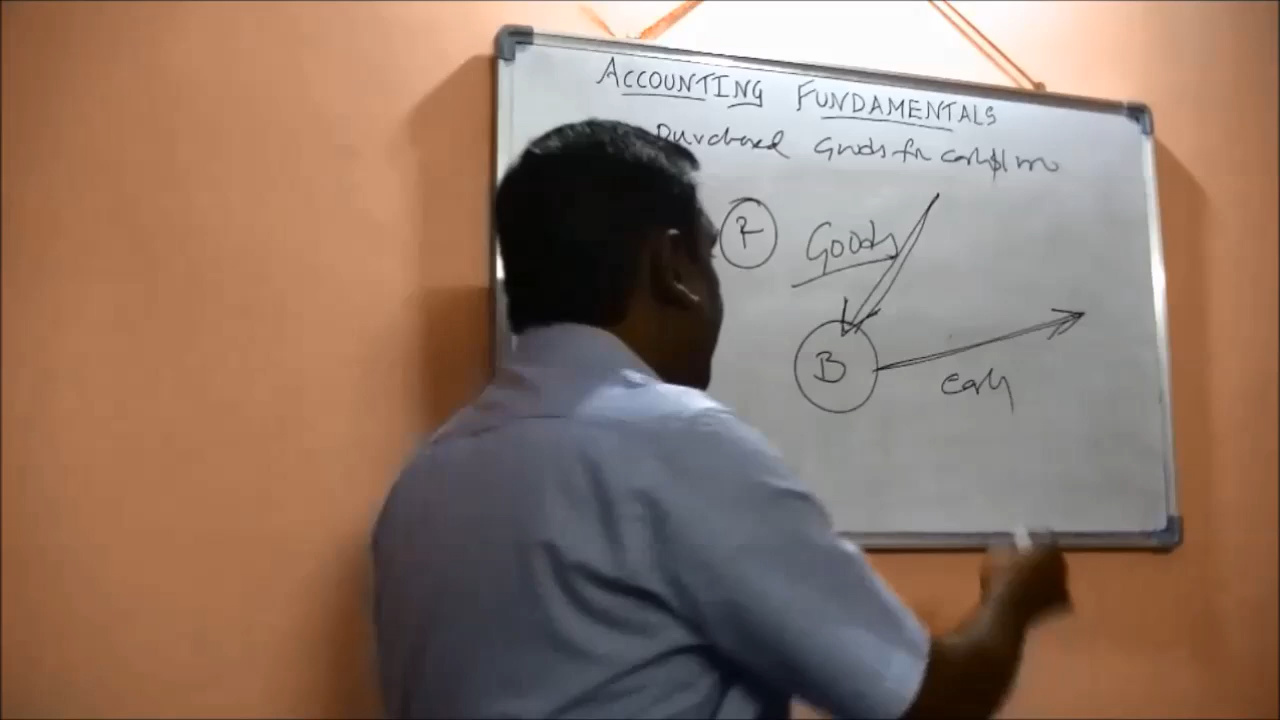 ACCOUNTING FUNDAMENTALS
Purchased Goods for cash
Goods
B
cash